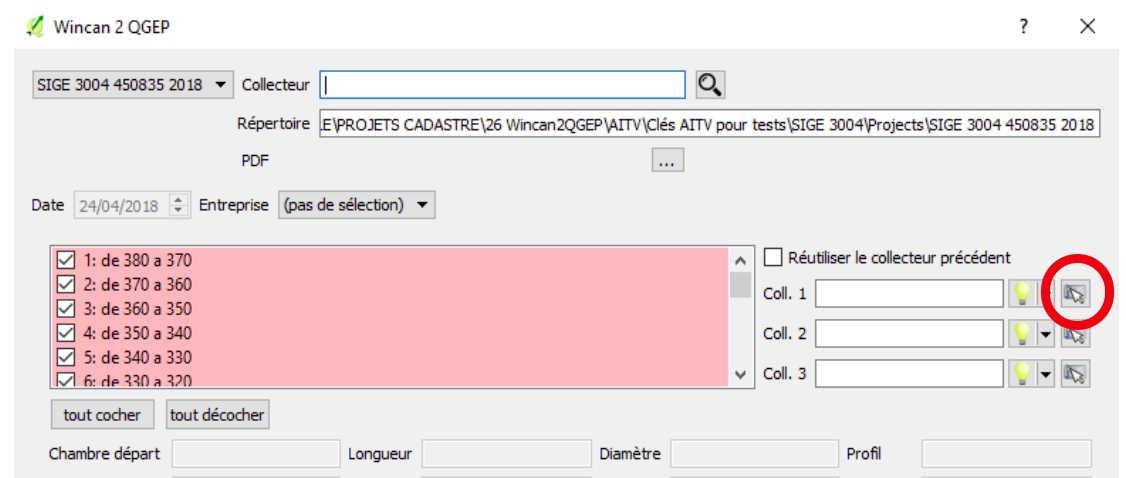 Wincan 2 QGEP
?
SIGE 3004 450835 2018 Collecteur
Répertoire .E\PROJETS CADASTRE\26 Wincan2QGEP\AITV\Clés AITV pour tests\SIGE 3004\Projects\SIGE 3004 450835 2018
PDF ...
Date 24/04/2018 Entreprise (pas de sélection)
1: de 380 a 370
2: de 370 a 360
3: de 360 a 350
4: de 350 a 340
5: de 340 a 330
6: de 330 a 320
Réutiliser le collecteur précédent
Coll. 1
Coll. 2
Coll. 3
tout cocher tout décocher
Chambre départ Longueur Diamètre Profil